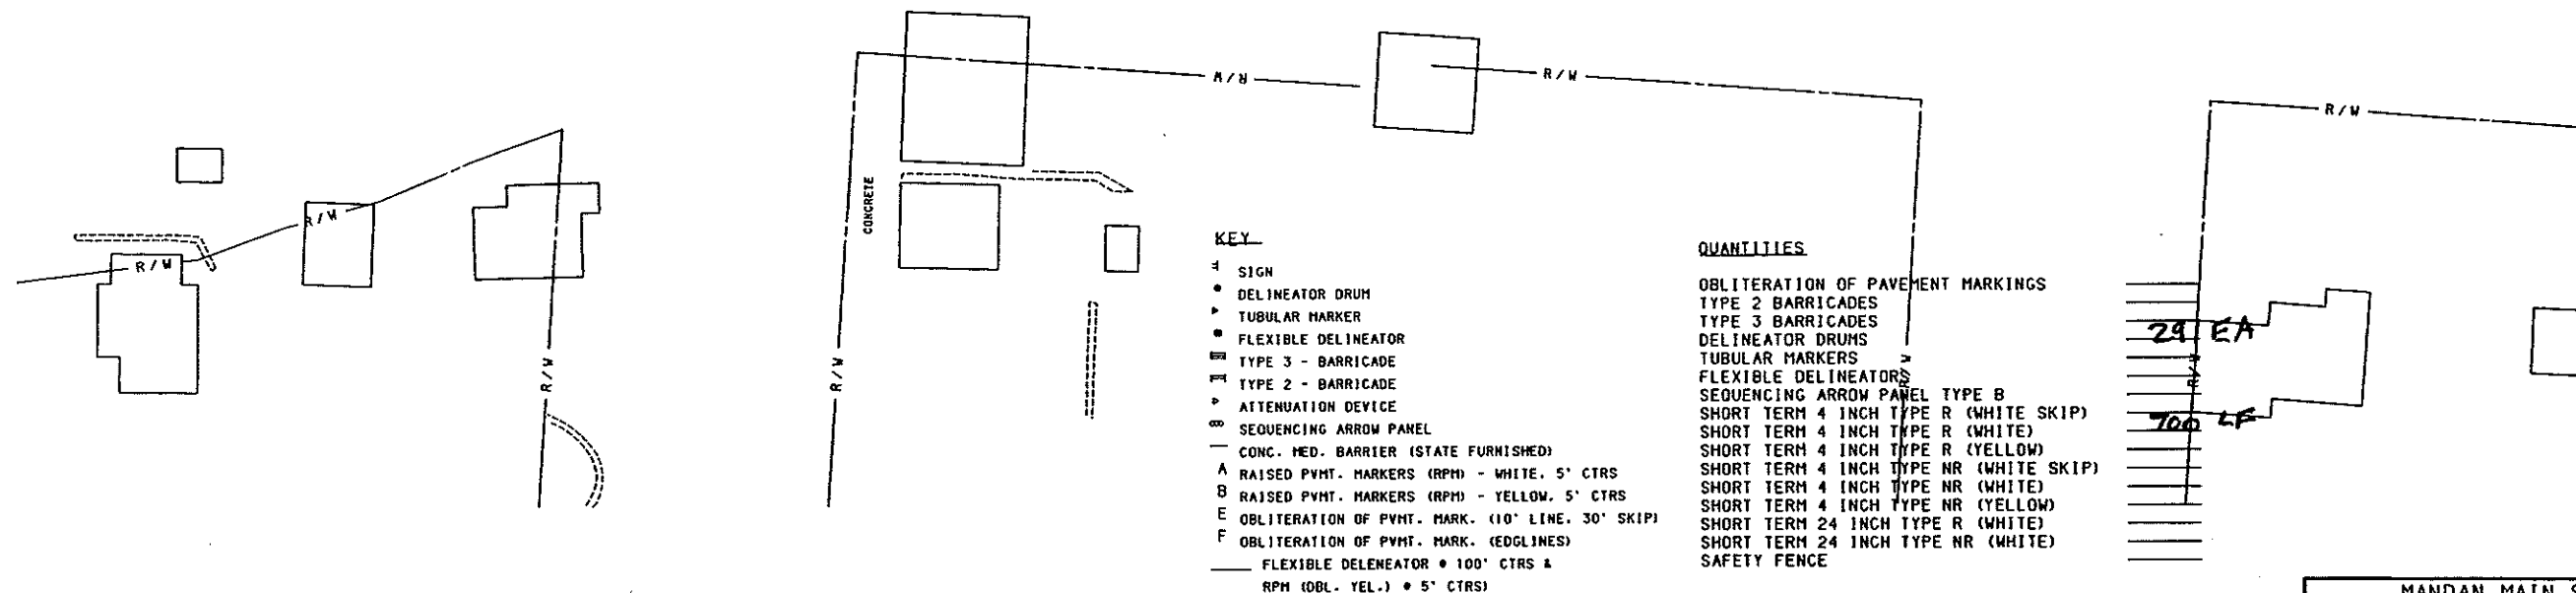 R/W
R/W
R/W
R/W
R/W
R/W
R/W
R/W
R/W
R/W
CONCRETE
KEY
SIGN
DELINEATOR DRUM
TUBULAR MARKER
FLEXIBLE DELINEATOR
TYPE 3 - BARRICADE
TYPE 2 - BARRICADE
ATTENUATION DEVICE
SEQUENCING ARROW PANEL
CONC. MED. BARRIER (STATE FURNISHED)
A RAISED PVMT. MARKERS (RPM) - WHITE. 5' CTRS
B RAISED PVMT. MARKERS (RPM) - YELLOW. 5' CTRS
E OBLITERATION OF PVMT. MARK. (10' LINE. 30' SKIP)
F OBLITERATION OF PVMT. MARK. (EDGLINES)
FLEXIBLE DELENEATOR • 100' CTRS &
RPM (DBL. YEL.) • 5' CTRS)
QUANTITIES
OBLITERATION OF PAVEMENT MARKINGS
TYPE 2 BARRICADES
TYPE 3 BARRICADES
DELINEATOR DRUMS 29 EA
TUBULAR MARKERS
FLEXIBLE DELINEATORS
SEQUENCING ARROW PANEL TYPE B
SHORT TERM 4 INCH TYPE R (WHITE SKIP)
SHORT TERM 4 INCH TYPE R (WHITE) 700 LF
SHORT TERM 4 INCH TYPE R (YELLOW)
SHORT TERM 4 INCH TYPE NR (WHITE SKIP)
SHORT TERM 4 INCH TYPE NR (WHITE)
SHORT TERM 4 INCH TYPE NR (YELLOW)
SHORT TERM 24 INCH TYPE R (WHITE)
SHORT TERM 24 INCH TYPE NR (WHITE)
SAFETY FENCE
MANDAN MAIN